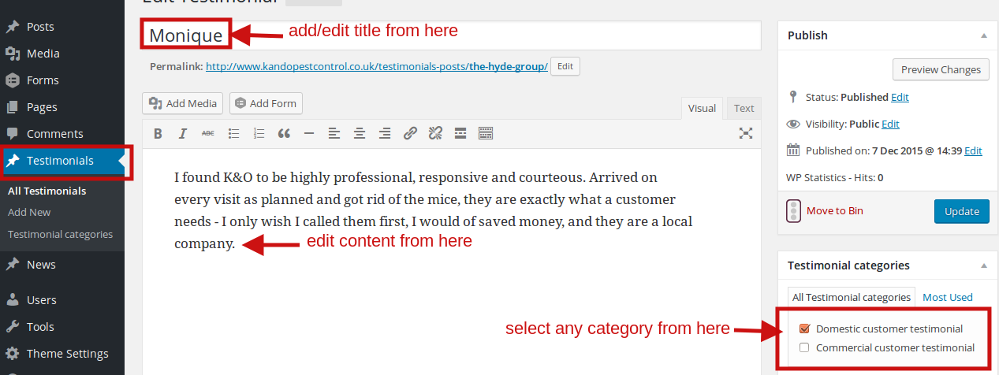 Edit Testimonial
Posts
Media
Forms
Pages
Comments
Testimonials
All Testimonials
Add New
Testimonial categories
News
Users
Tools
Theme Settings
Monique
add/edit title from here
Permalink: http://www.kandopestcontrol.co.uk/testimonials-posts/the-hyde-group/ Edit
Add Media Add Form
Visual Text
B I ABC
I found K&O to be highly professional, responsive and courteous. Arrived on
every visit as planned and got rid of the mice, they are exactly what a customer
needs - I only wish I called them first, I would of saved money, and they are a local
company.
edit content from here
select any category from here
Publish
Preview Changes
Status: Published Edit
Visibility: Public Edit
Published on: 7 Dec 2015 @ 14:39 Edit
WP Statistics - Hits: 0
Move to Bin Update
Testimonial categories
All Testimonial categories Most Used
Domestic customer testimonial
Commercial customer testimonial